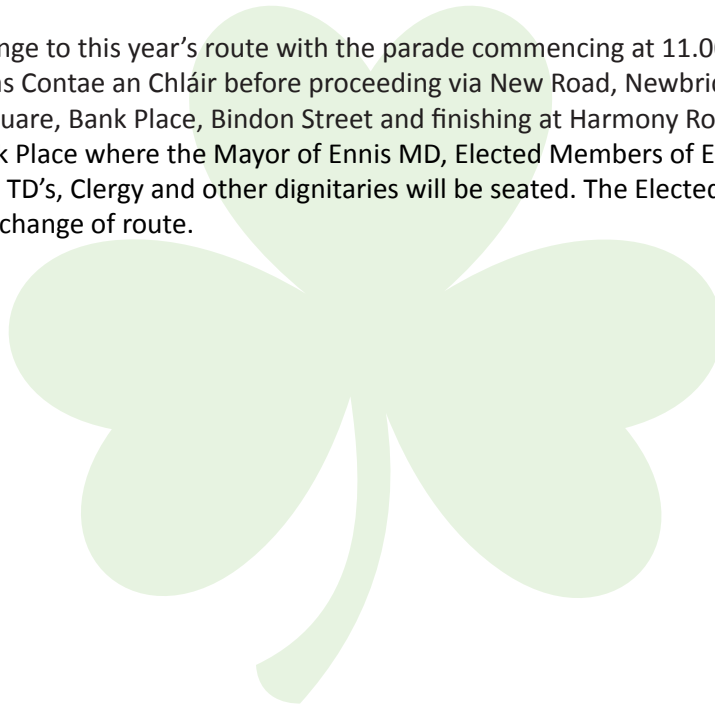 nge to this year’s route with the parade commencing at 11.0
s Contae an Chláir before proceeding via New Road, Newbri
uare, Bank Place, Bindon Street and finishing at Harmony Ro
k Place where the Mayor of Ennis MD, Elected Members of E
TD’s, Clergy and other dignitaries will be seated. The Elected
change of route.